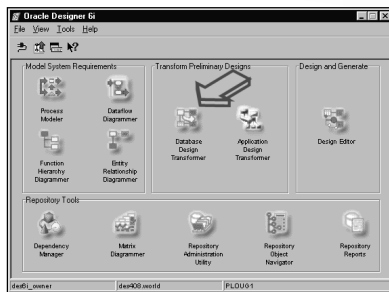 Oracle Designer 6i
File View Tools Help
Model System Requirements
Transform Preliminary Designs
Design and Generate
Process Modeler
Dataflow Diagrammer
Database Design Transformer
Application Design Transformer
Design Editor
Function Hierarchy Diagrammer
Entity Relationship Diagrammer
Repository Tools
Dependency Manager
Matrix Diagrammer
Repository Administration Utility
Repository Object Navigator
Repository Reports
des6i_owner
des408.world
PLOUG1